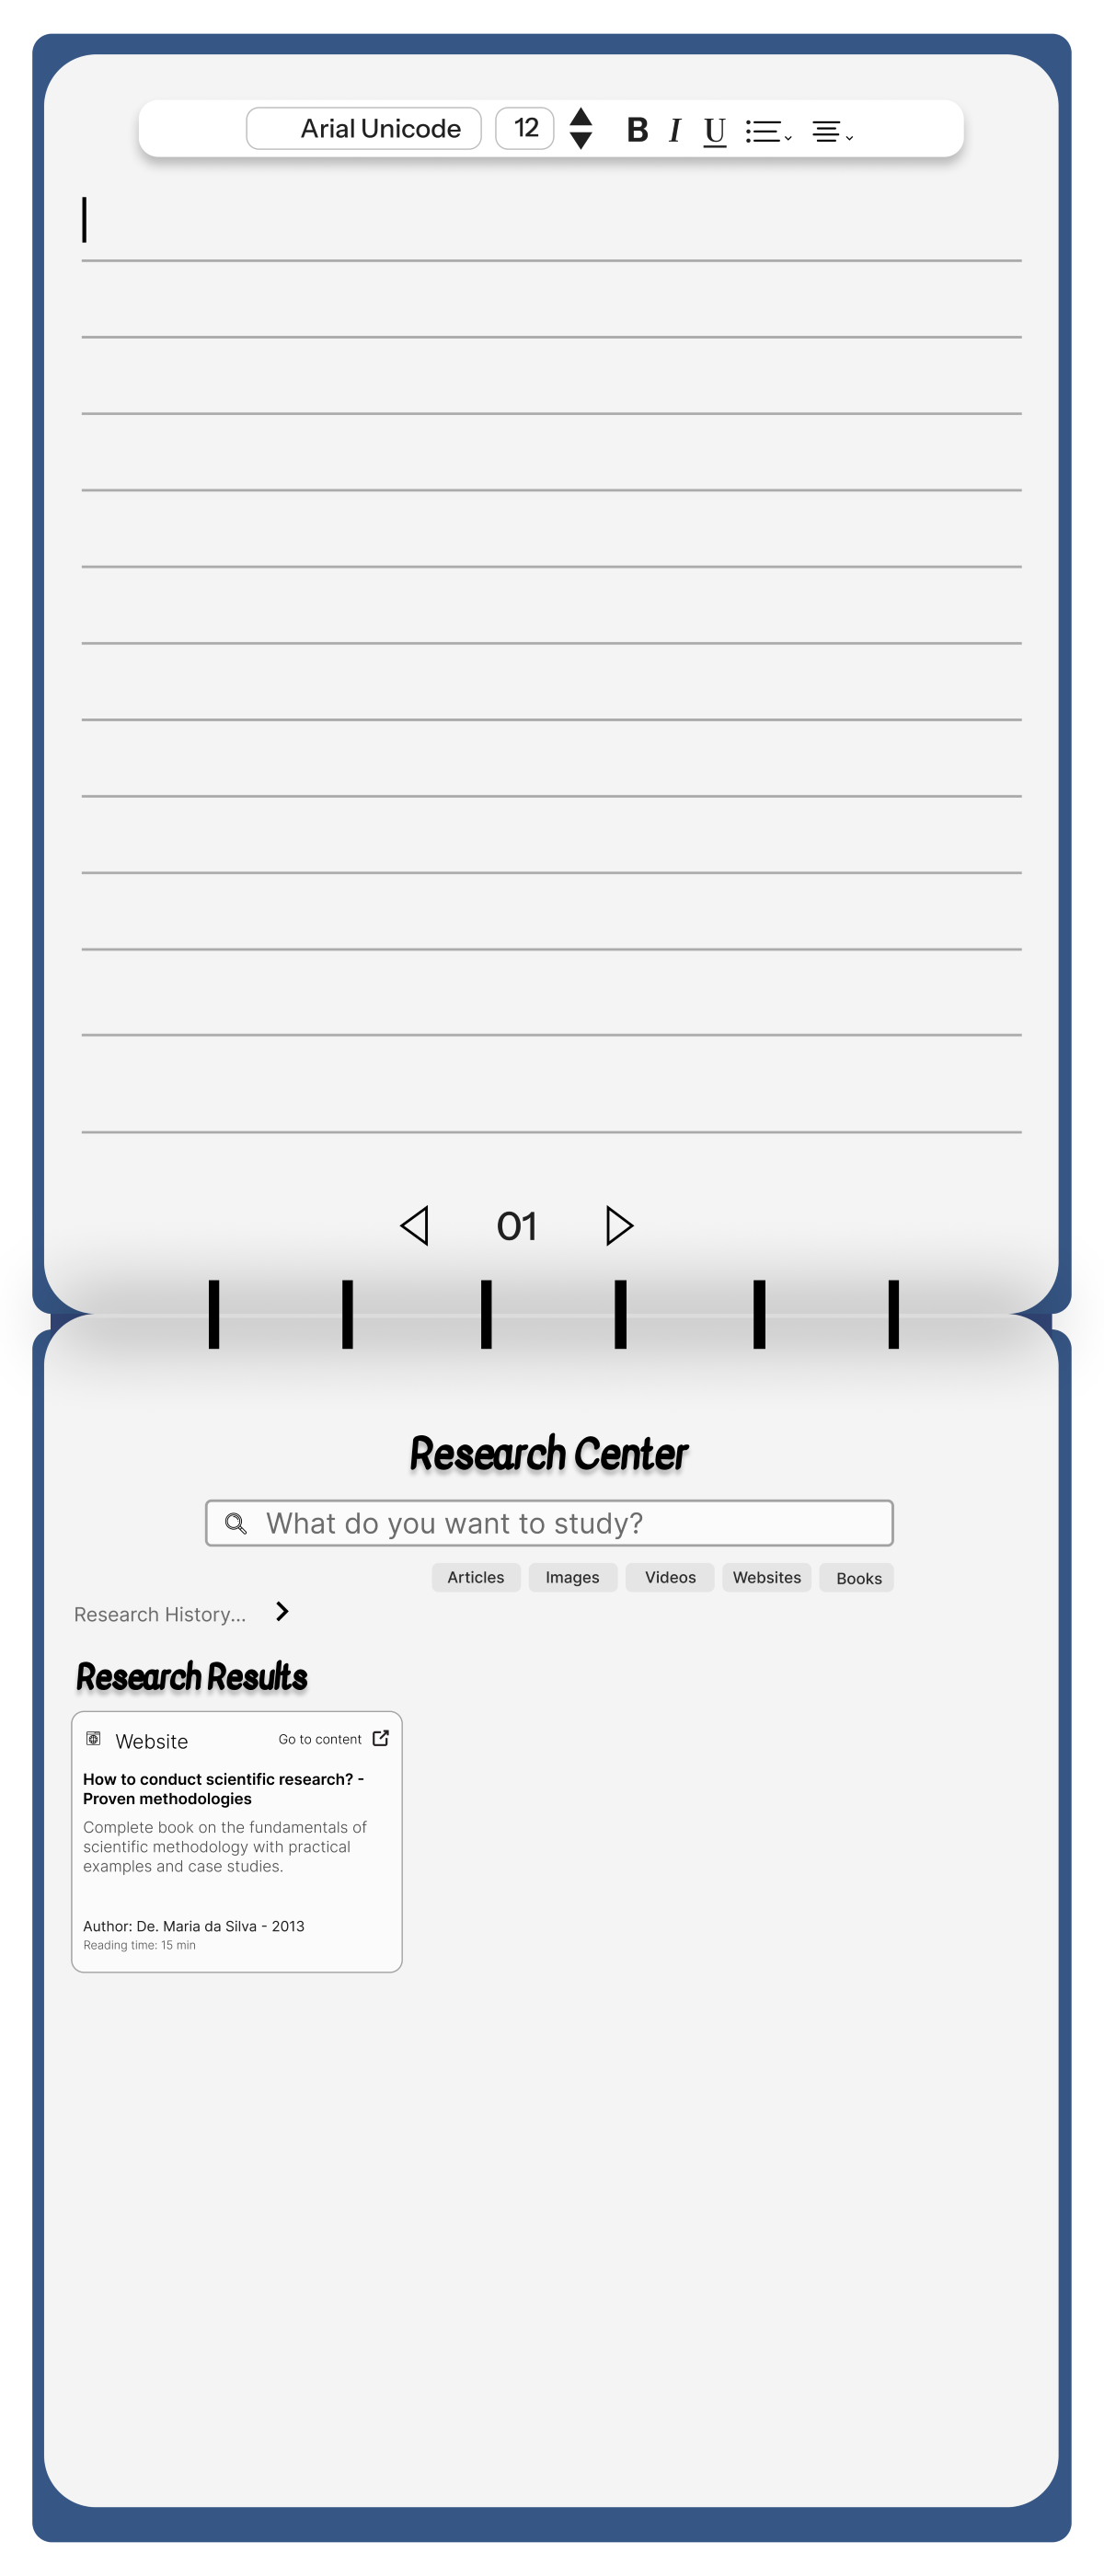 Arial Unicode 12 B I U
01
Research Center
What do you want to study?
Articles Images Videos Websites Books
Research History...
Research Results
Website Go to content
How to conduct scientific research? -
Proven methodologies
Complete book on the fundamentals of
scientific methodology with practical
examples and case studies.
Author: De. Maria da Silva - 2013
Reading time: 15 min